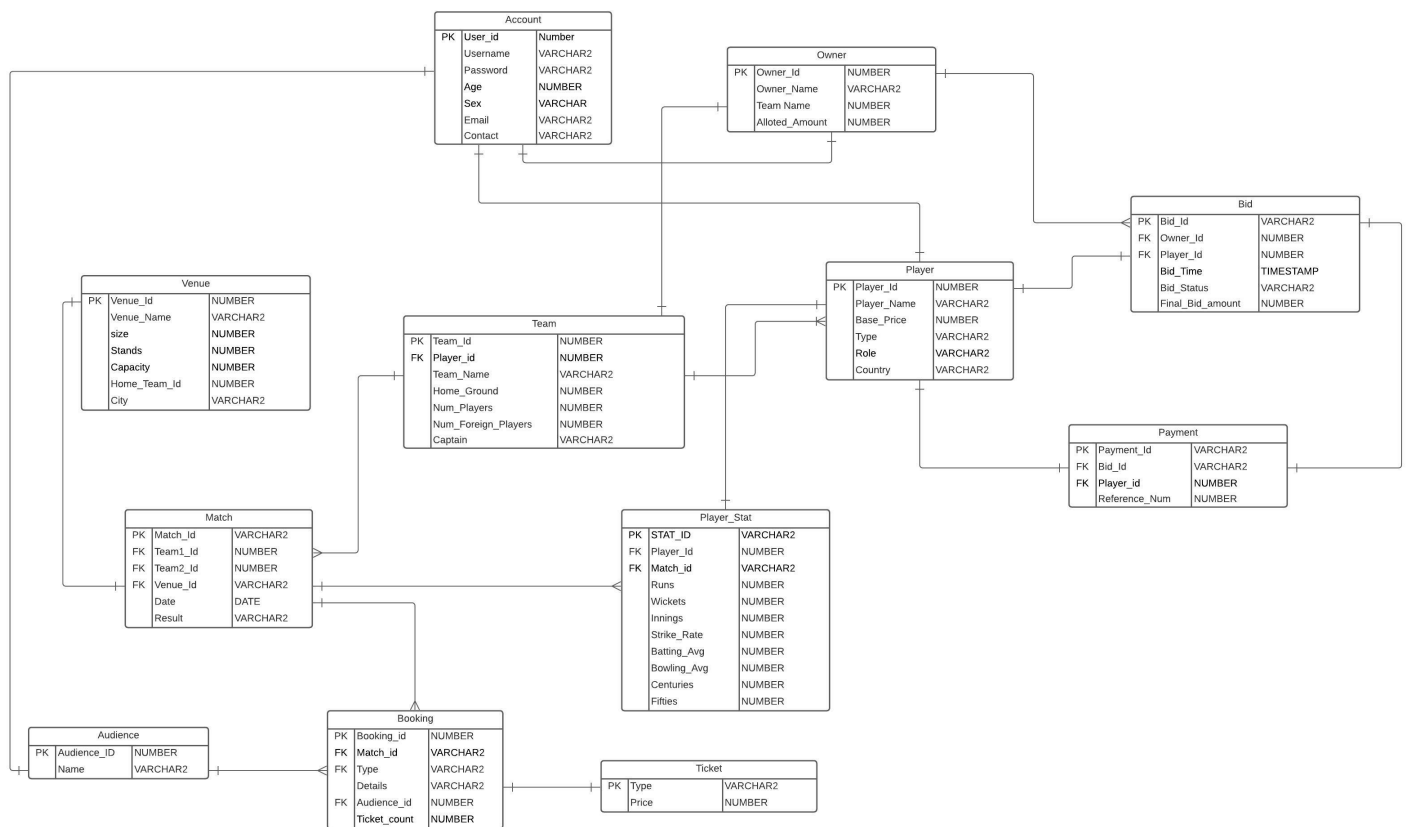 Account
PK User_id Number
Username VARCHAR2
Password VARCHAR2
Age NUMBER
Sex VARCHAR
Email VARCHAR2
Contact VARCHAR2
Owner
PK Owner_Id NUMBER
Owner_Name VARCHAR2
Team Name NUMBER
Alloted_Amount NUMBER
Bid
PK Bid_Id VARCHAR2
FK Owner_Id NUMBER
FK Player_Id NUMBER
Bid_Time TIMESTAMP
Bid_Status VARCHAR2
Final_Bid_amount NUMBER
Venue
PK Venue_Id NUMBER
Venue_Name VARCHAR2
size NUMBER
Stands NUMBER
Capacity NUMBER
Home_Team_Id NUMBER
City VARCHAR2
Team
PK Team_Id NUMBER
FK Player_id NUMBER
Team_Name VARCHAR2
Home_Ground NUMBER
Num_Players NUMBER
Num_Foreign_Players NUMBER
Captain VARCHAR2
Player
PK Player_Id NUMBER
Player_Name VARCHAR2
Base_Price NUMBER
Type VARCHAR2
Role VARCHAR2
Country VARCHAR2
Payment
PK Payment_Id VARCHAR2
FK Bid_Id VARCHAR2
FK Player_id NUMBER
Reference_Num NUMBER
Match
PK Match_Id VARCHAR2
FK Team1_Id NUMBER
FK Team2_Id NUMBER
FK Venue_Id VARCHAR2
Date DATE
Result VARCHAR2
Player_Stat
PK STAT_ID VARCHAR2
FK Player_Id NUMBER
FK Match_id VARCHAR2
Runs NUMBER
Wickets NUMBER
Innings NUMBER
Strike_Rate NUMBER
Batting_Avg NUMBER
Bowling_Avg NUMBER
Centuries NUMBER
Fifties NUMBER
Audience
PK Audience_ID NUMBER
Name VARCHAR2
Booking
PK Booking_id NUMBER
FK Match_id VARCHAR2
FK Type VARCHAR2
Details VARCHAR2
FK Audience_id NUMBER
Ticket_count NUMBER
Ticket
PK Type VARCHAR2
Price NUMBER